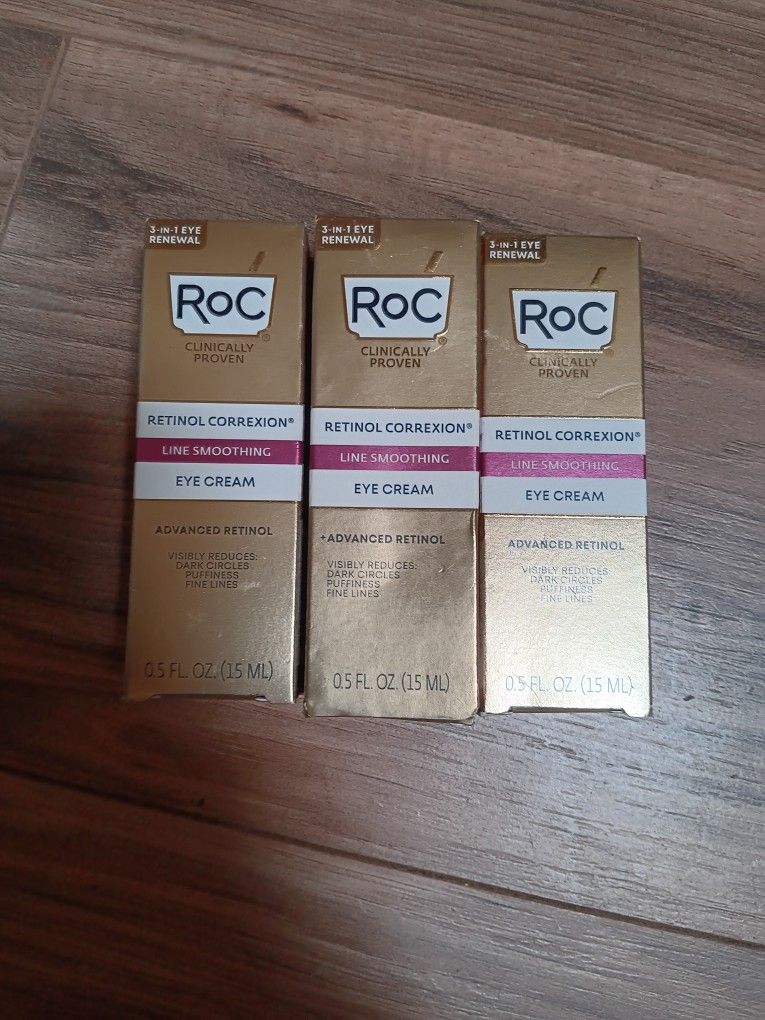 3-IN-1 EYE
RENEWAL
RoC®
CLINICALLY
PROVEN
RETINOL CORREXION®
LINE SMOOTHING
EYE CREAM
ADVANCED RETINOL
VISIBLY REDUCES:
DARK CIRCLES
PUFFINESS
FINE LINES
0.5 FL. OZ. (15 ML)
3-IN-1 EYE
RENEWAL
RoC®
CLINICALLY
PROVEN
RETINOL CORREXION®
LINE SMOOTHING
EYE CREAM
+ADVANCED RETINOL
VISIBLY REDUCES:
DARK CIRCLES
PUFFINESS
FINE LINES
0.5 FL. OZ. (15 ML)
3-IN-1 EYE
RENEWAL
RoC®
CLINICALLY
PROVEN
RETINOL CORREXION®
LINE SMOOTHING
EYE CREAM
ADVANCED RETINOL
VISIBLY REDUCES:
DARK CIRCLES
PUFFINESS
FINE LINES
0.5 FL. OZ. (15 ML)